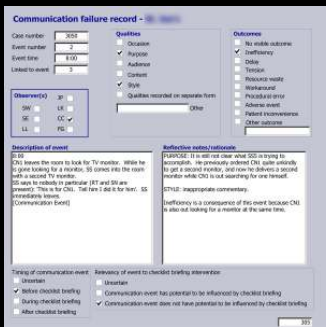 Communication failure record -
Case number 3050
Event number 2
Event time 8:00
Linked to event 3
Observer(s) JP
SW LK
SE CC
LL PG
Qualities
Occasion
Purpose
Audience
Content
Style
Qualities recorded on separate form
Other
Outcomes
No visible outcome
Inefficiency
Delay
Tension
Resource waste
Workaround
Procedural error
Adverse event
Patient inconvenience
Other outcome
Description of event
8:00
CN1 leaves the room to look for TV monitor. While he
is gone looking for a monitor, SS comes into the room
with a second TV monitor.
SS says to nobody in particular (RT and SN are
present): 'This is for CN1. Tell him I did it for him'. SS
immediately leaves.
[Communication Event]
Reflective notes/rationale
PURPOSE: It is still not clear what SSS is trying to
accomplish. He previously ordered CN1 quite unkindly
to get a second monitor, and now he delivers a second
monitor while CN1 is out searching for one himself.
STYLE: inappropriate commentary.
Inefficiency is a consequence of this event because CN1
is also out looking for a monitor at the same time.
Timing of communication event
Uncertain
Before checklist briefing
During checklist briefing
After checklist briefing
Relevancy of event to checklist briefing intervention
Uncertain
Communication event has potential to be influenced by checklist briefing
Communication event does not have potential to be influenced by checklist briefing
385